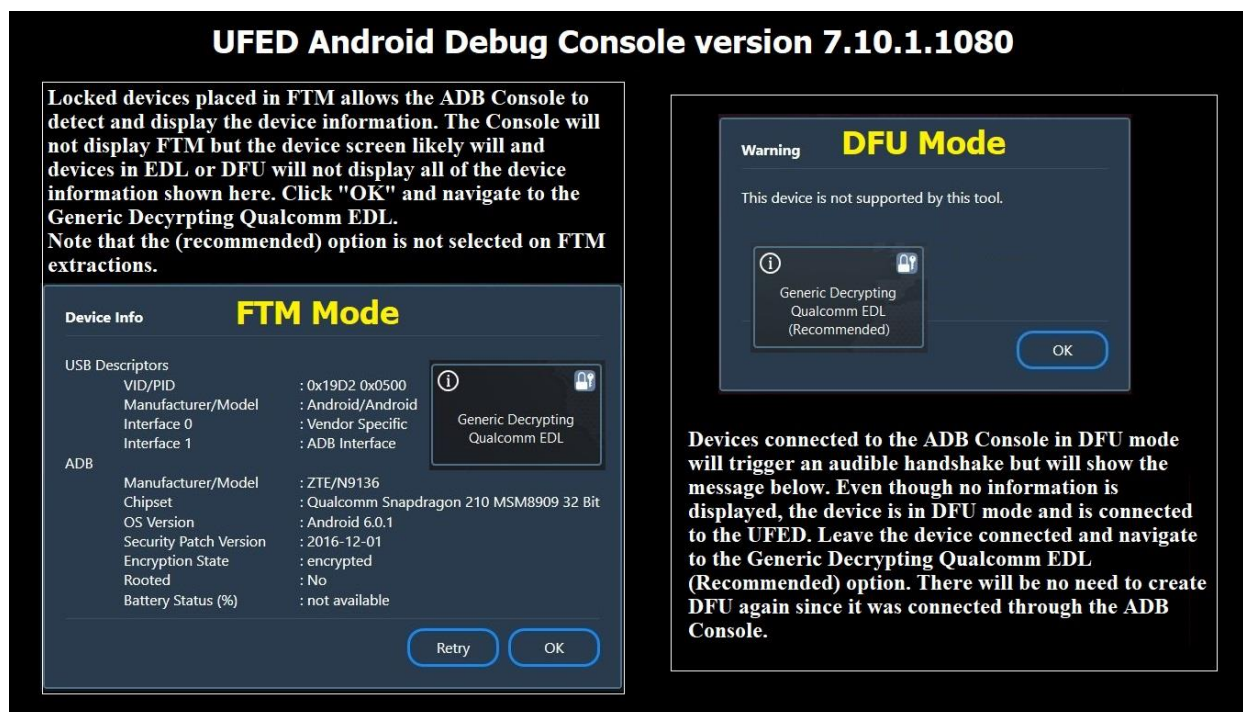 UFED Android Debug Console version 7.10.1.1080
Locked devices placed in FTM allows the ADB Console to
detect and display the device information. The Console will
not display FTM but the device screen likely will and
devices in EDL or DFU will not display all of the device
information shown here. Click "OK" and navigate to the
Generic Decyrpting Qualcomm EDL.
Note that the (recommended) option is not selected on FTM
extractions.
Device Info
FTM Mode
USB Descriptors
VID/PID : 0x19D2 0x0500
Manufacturer/Model : Android/Android
Interface 0 : Vendor Specific
Interface 1 : ADB Interface
Generic Decrypting
Qualcomm EDL
ADB
Manufacturer/Model : ZTE/N9136
Chipset : Qualcomm Snapdragon 210 MSM8909 32 Bit
OS Version : Android 6.0.1
Security Patch Version : 2016-12-01
Encryption State : encrypted
Rooted : No
Battery Status (%) : not available
Retry
OK
Warning
DFU Mode
This device is not supported by this tool.
Generic Decrypting
Qualcomm EDL
(Recommended)
OK
Devices connected to the ADB Console in DFU mode
will trigger an audible handshake but will show the
message below. Even though no information is
displayed, the device is in DFU mode and is connected
to the UFED. Leave the device connected and navigate
to the Generic Decrypting Qualcomm EDL
(Recommended) option. There will be no need to create
DFU again since it was connected through the ADB
Console.